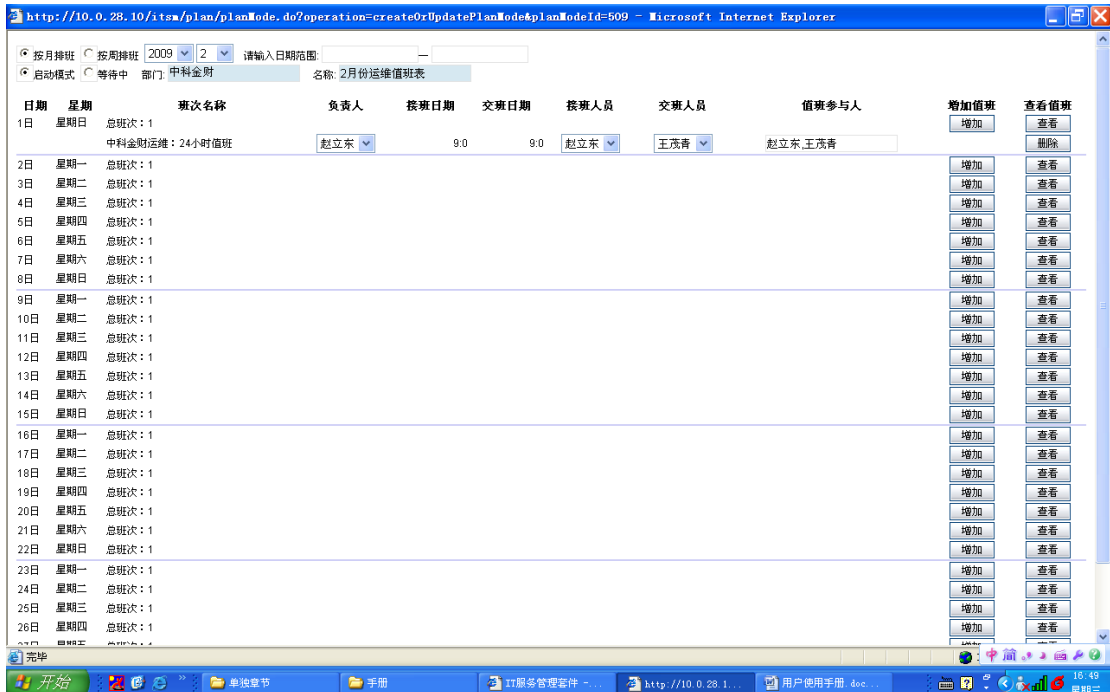 http://10.0.28.10/itsm/plan/planMode.do?operation=createOrUpdatePlanMode&planModeId=509 - Microsoft Internet Explorer
按月排班 按周排班 2009 2 请输入日期范围: —
启动模式 等待中 部门: 中科金财 名称: 2月份运维值班表
日期 星期 班次名称 负责人 接班日期 交班日期 接班人员 交班人员 值班参与人 增加值班 查看值班
1日 星期日 总班次：1 增加 查看
中科金财运维：24小时值班 赵立东 9:0 9:0 赵立东 王茂青 赵立东,王茂青 删除
2日 星期一 总班次：1 增加 查看
3日 星期二 总班次：1 增加 查看
4日 星期三 总班次：1 增加 查看
5日 星期四 总班次：1 增加 查看
6日 星期五 总班次：1 增加 查看
7日 星期六 总班次：1 增加 查看
8日 星期日 总班次：1 增加 查看
9日 星期一 总班次：1 增加 查看
10日 星期二 总班次：1 增加 查看
11日 星期三 总班次：1 增加 查看
12日 星期四 总班次：1 增加 查看
13日 星期五 总班次：1 增加 查看
14日 星期六 总班次：1 增加 查看
15日 星期日 总班次：1 增加 查看
16日 星期一 总班次：1 增加 查看
17日 星期二 总班次：1 增加 查看
18日 星期三 总班次：1 增加 查看
19日 星期四 总班次：1 增加 查看
20日 星期五 总班次：1 增加 查看
21日 星期六 总班次：1 增加 查看
22日 星期日 总班次：1 增加 查看
23日 星期一 总班次：1 增加 查看
24日 星期二 总班次：1 增加 查看
25日 星期三 总班次：1 增加 查看
26日 星期四 总班次：1 增加 查看
完毕 中 简
开始 单独章节 手册 IT服务管理套件 -... http://10.0.28.1... 用户使用手册.doc... 16:49